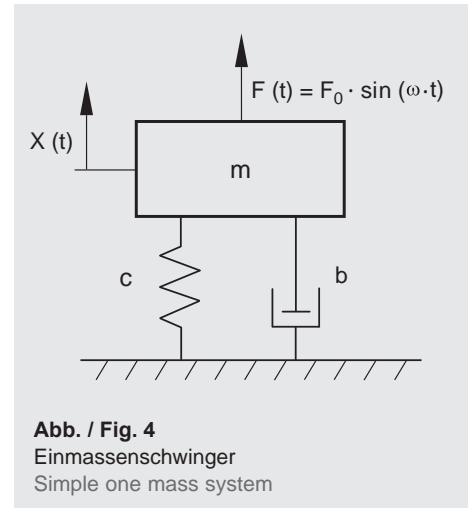 F (t) = F₀ · sin (ω·t)
X (t)
m
c
b
Abb. / Fig. 4
Einmassenschwinger
Simple one mass system